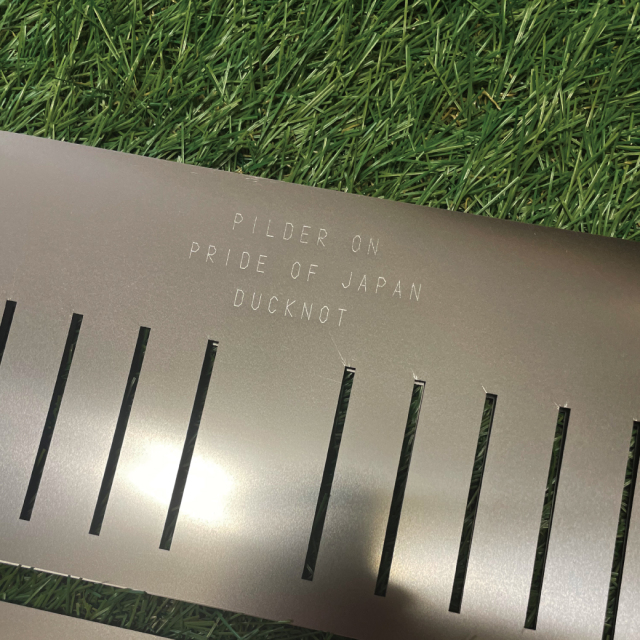 PILDER ON
PRIDE OF JAPAN
DUCKNOT